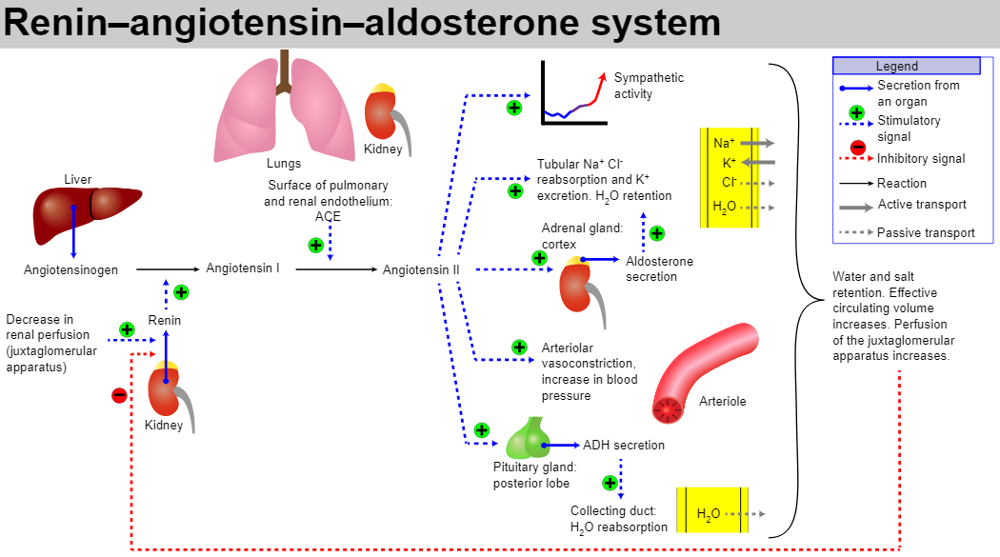 Renin–angiotensin–aldosterone system
Legend
Secretion from
an organ
Stimulatory
signal
Inhibitory signal
Reaction
Active transport
Passive transport
Lungs
Kidney
Surface of pulmonary
and renal endothelium:
ACE
Liver
Angiotensinogen
Angiotensin I
Angiotensin II
Decrease in
renal perfusion
(juxtaglomerular
apparatus)
Renin
Kidney
Sympathetic
activity
Tubular Na⁺ Cl⁻
reabsorption and K⁺
excretion. H₂O retention
Na⁺
K⁺
Cl⁻
H₂O
Adrenal gland:
cortex
Aldosterone
secretion
Arteriolar
vasoconstriction,
increase in blood
pressure
Arteriole
ADH secretion
Pituitary gland:
posterior lobe
Collecting duct:
H₂O reabsorption
H₂O
Water and salt
retention. Effective
circulating volume
increases. Perfusion
of the juxtaglomerular
apparatus increases.